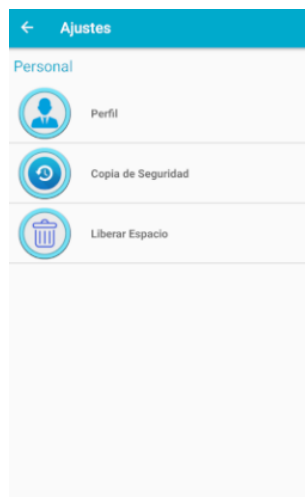 Ajustes
Personal
Perfil
Copia de Seguridad
Liberar Espacio